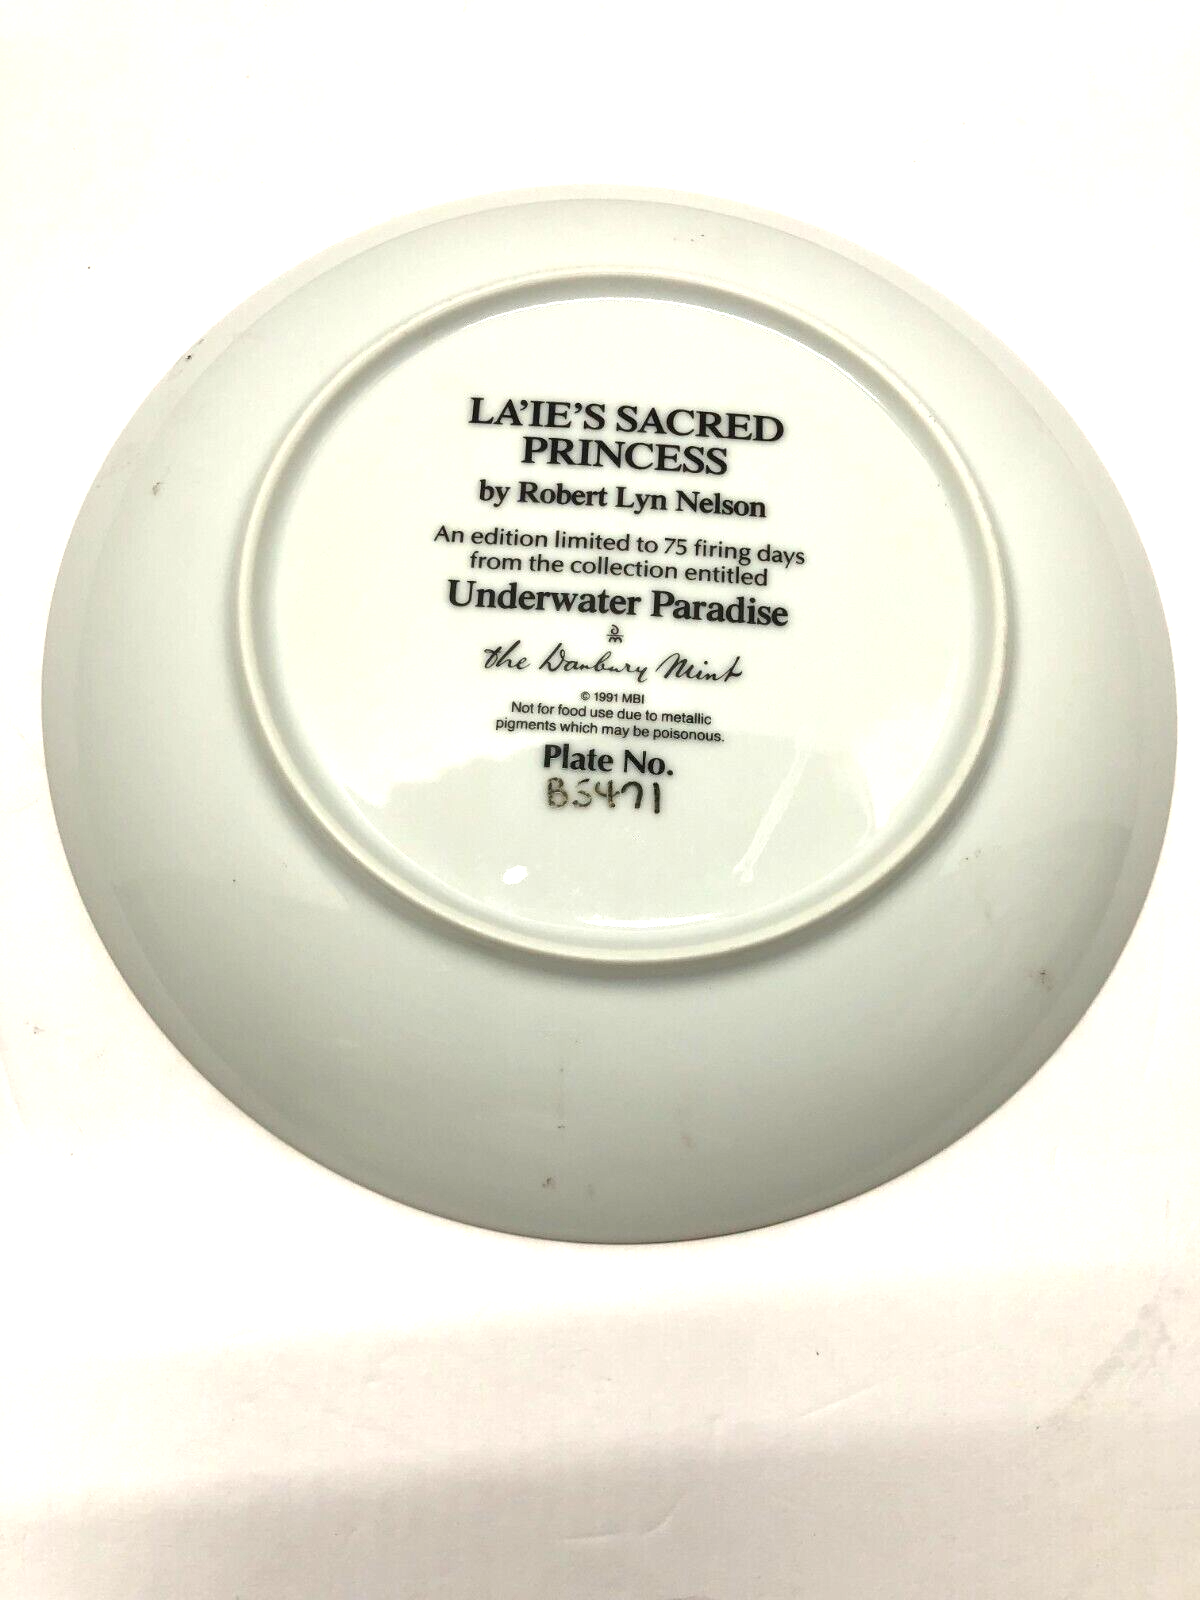 LA'IE'S SACRED
PRINCESS
by Robert Lyn Nelson
An edition limited to 75 firing days
from the collection entitled
Underwater Paradise
the Danbury Mint
© 1991 MBI
Not for food use due to metallic
pigments which may be poisonous.
Plate No.
B5471